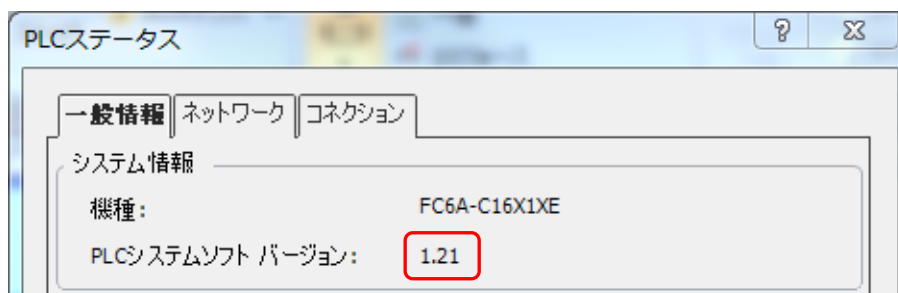 PLCステータス
一般情報 ネットワーク コネクション
システム情報
機種: FC6A-C16X1XE
PLCシステムソフト バージョン: 1.21